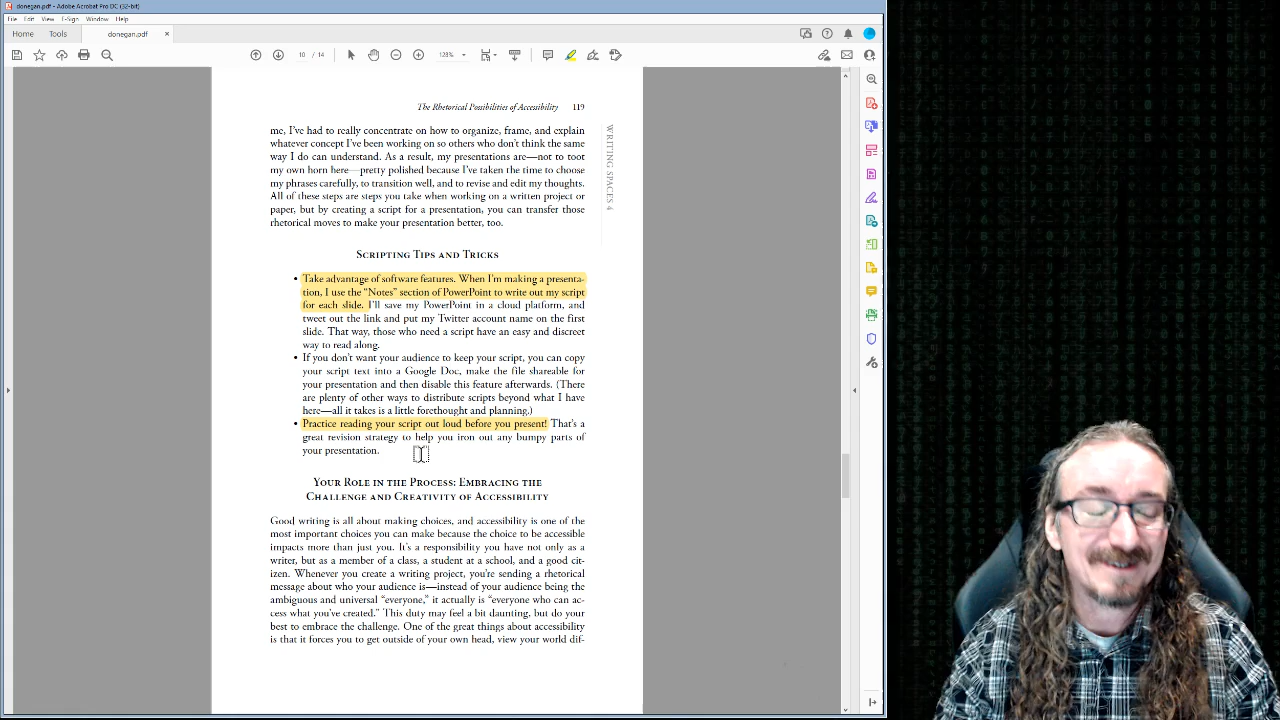 donegan.pdf - Adobe Acrobat Pro DC (32-bit)
File Edit View E-Sign Window Help
Home Tools donegan.pdf ×
10 / 14 128%
The Rhetorical Possibilities of Accessibility 119
WRITING SPACES 4
me, I've had to really concentrate on how to organize, frame, and explain
whatever concept I've been working on so others who don't think the same
way I do can understand. As a result, my presentations are—not to toot
my own horn here—pretty polished because I've taken the time to choose
my phrases carefully, to transition well, and to revise and edit my thoughts.
All of these steps are steps you take when working on a written project or
paper, but by creating a script for a presentation, you can transfer those
rhetorical moves to make your presentation better, too.
Scripting Tips and Tricks
• Take advantage of software features. When I'm making a presenta-
tion, I use the “Notes” section of PowerPoint to write out my script
for each slide. I'll save my PowerPoint in a cloud platform, and
tweet out the link and put my Twitter account name on the first
slide. That way, those who need a script have an easy and discreet
way to read along.
• If you don't want your audience to keep your script, you can copy
your script text into a Google Doc, make the file shareable for
your presentation and then disable this feature afterwards. (There
are plenty of other ways to distribute scripts beyond what I have
here—all it takes is a little forethought and planning.)
• Practice reading your script out loud before you present! That's a
great revision strategy to help you iron out any bumpy parts of
your presentation.
Your Role in the Process: Embracing the
Challenge and Creativity of Accessibility
Good writing is all about making choices, and accessibility is one of the
most important choices you can make because the choice to be accessible
impacts more than just you. It's a responsibility you have not only as a
writer, but as a member of a class, a student at a school, and a good cit-
izen. Whenever you create a writing project, you're sending a rhetorical
message about who your audience is—instead of your audience being the
ambiguous and universal “everyone,” it actually is “everyone who can ac-
cess what you've created.” This duty may feel a bit daunting, but do your
best to embrace the challenge. One of the great things about accessibility
is that it forces you to get outside of your own head, view your world dif-